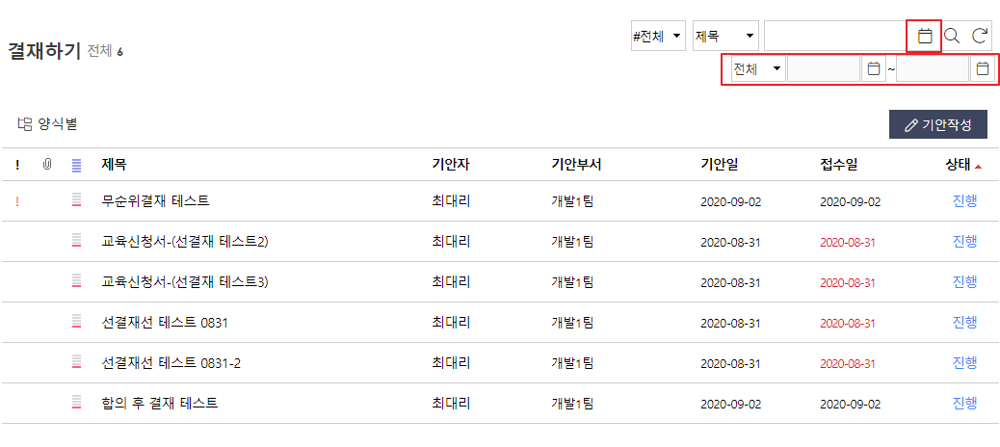 #전체 제목
결재하기 전체 6
전체 ~
양식별 기안작성
! 제목 기안자 기안부서 기안일 접수일 상태
! 무순위결재 테스트 최대리 개발1팀 2020-09-02 2020-09-02 진행
교육신청서-(선결재 테스트2) 최대리 개발1팀 2020-08-31 2020-08-31 진행
교육신청서-(선결재 테스트3) 최대리 개발1팀 2020-08-31 2020-08-31 진행
선결재선 테스트 0831 최대리 개발1팀 2020-08-31 2020-08-31 진행
선결재선 테스트 0831-2 최대리 개발1팀 2020-08-31 2020-08-31 진행
합의 후 결재 테스트 최대리 개발1팀 2020-09-02 2020-09-02 진행